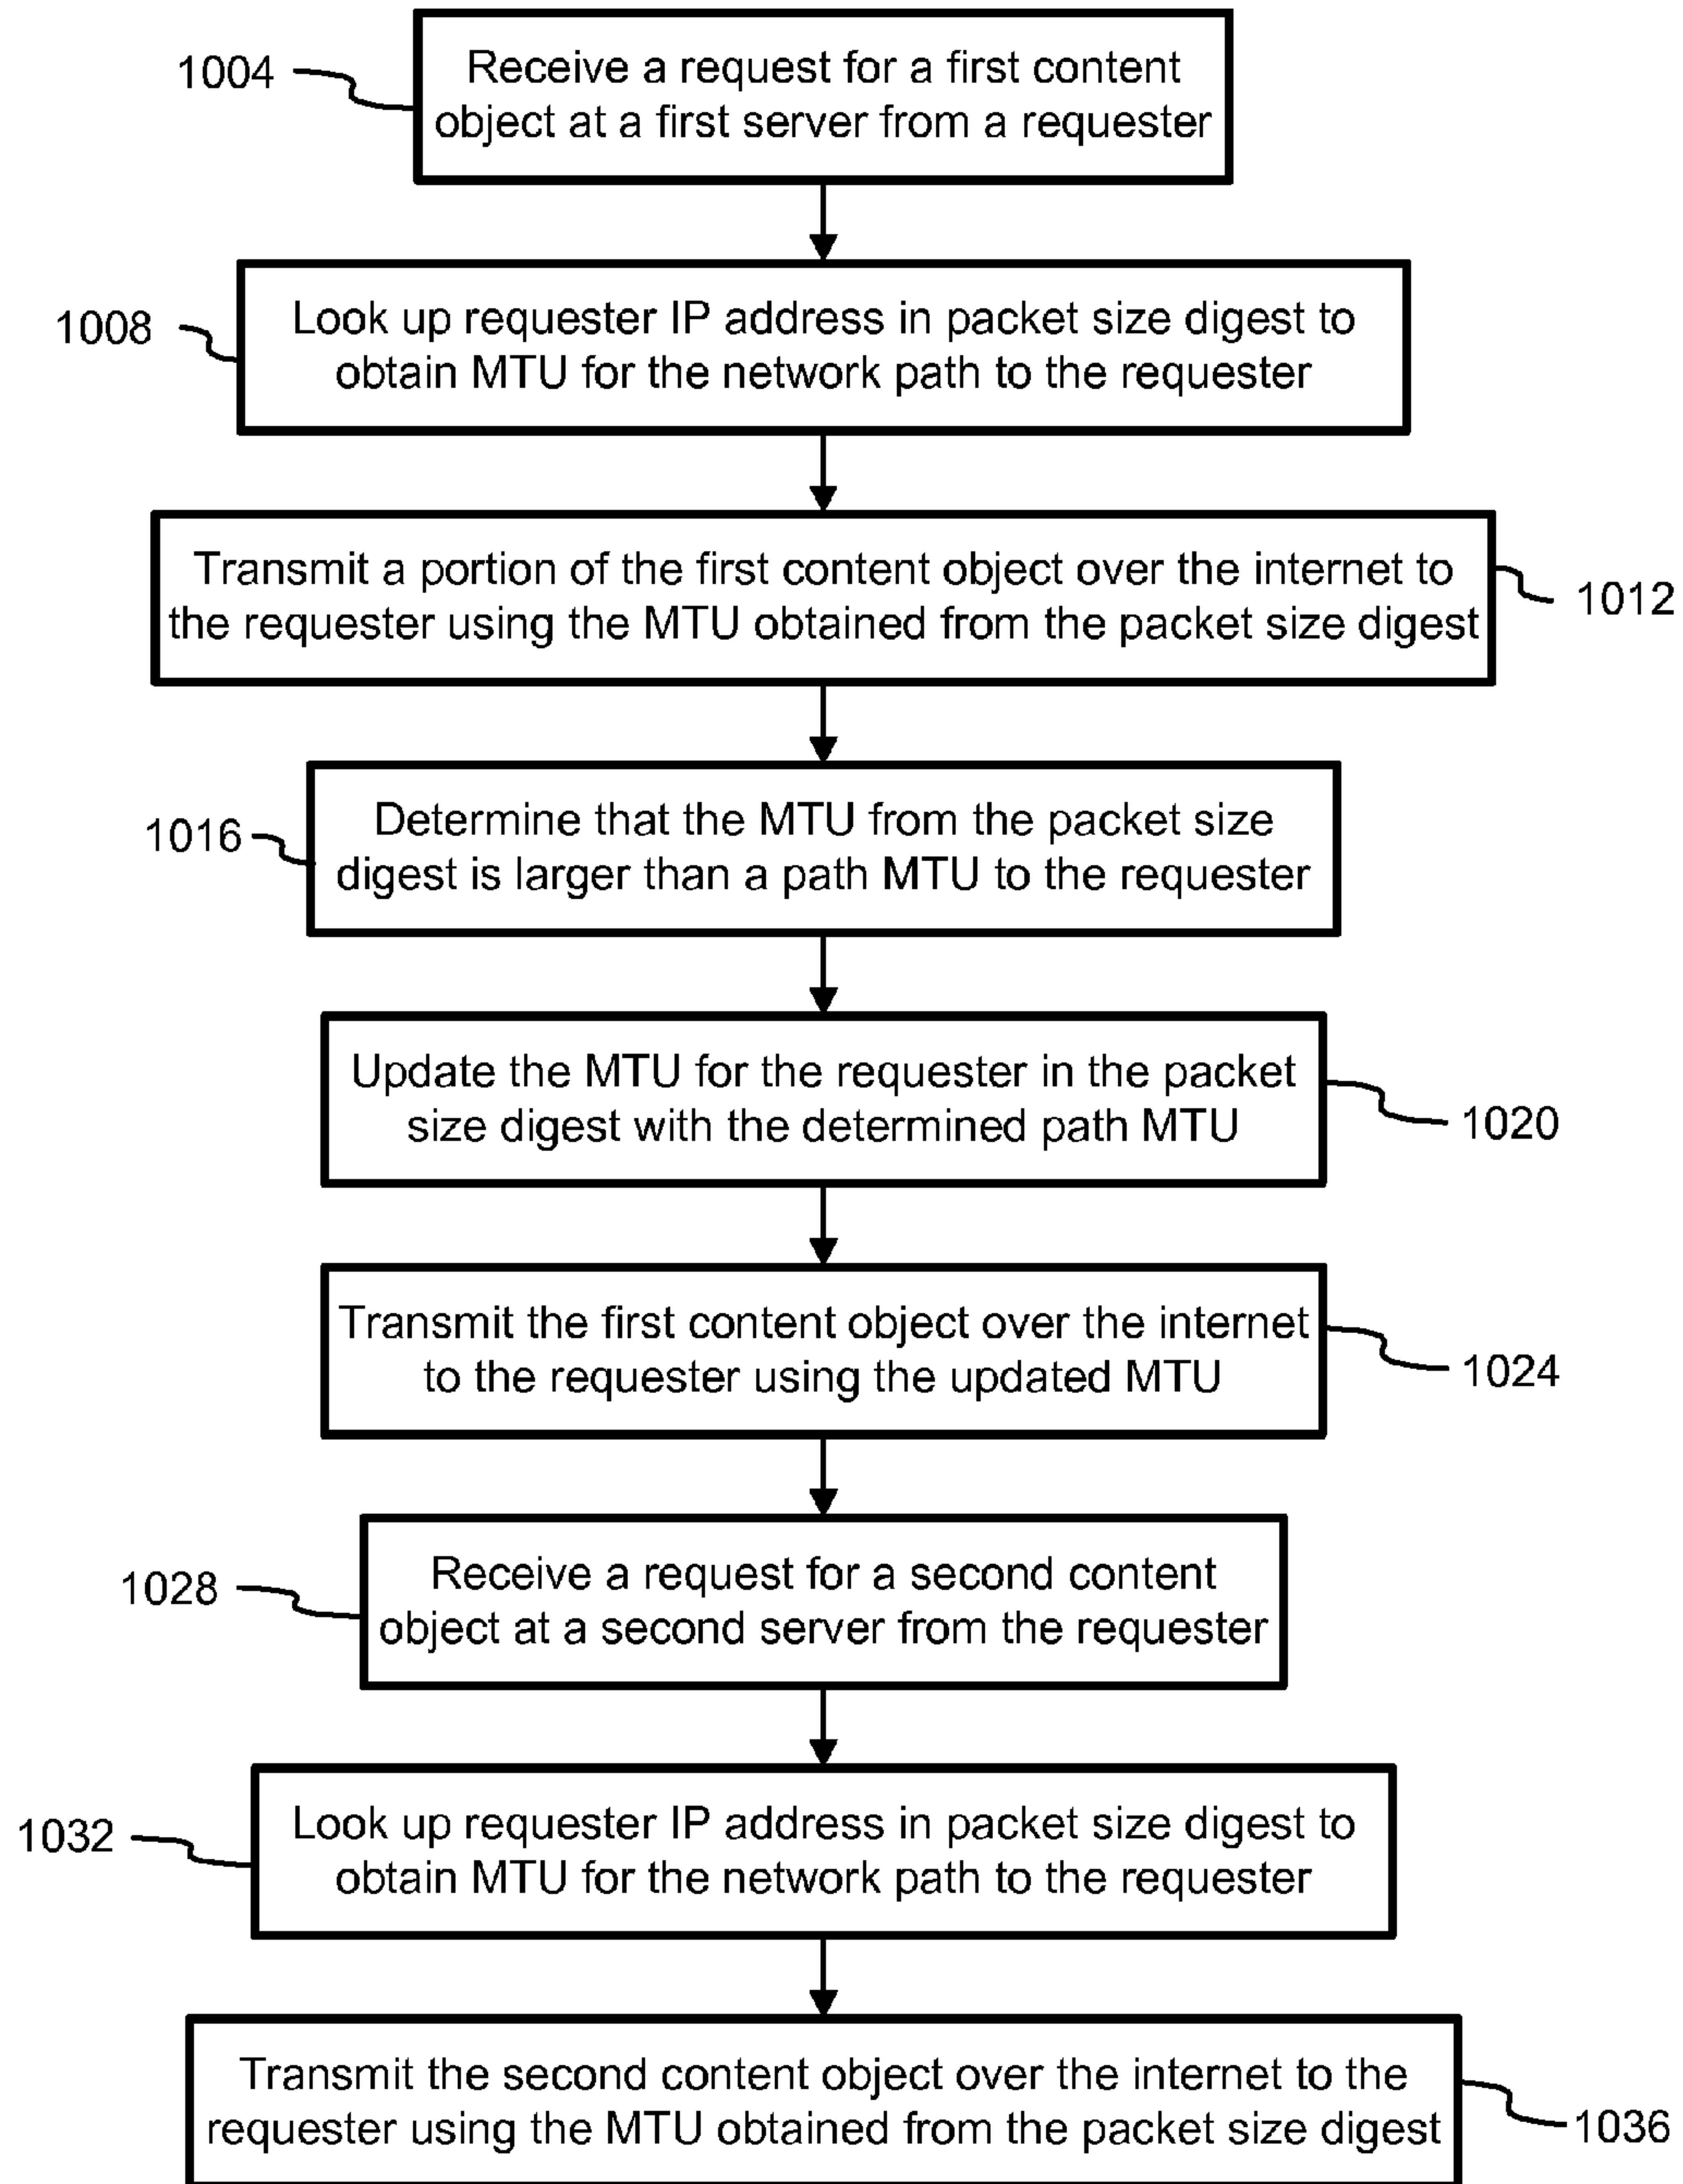 1004
Receive a request for a first content
object at a first server from a requester
1008
Look up requester IP address in packet size digest to
obtain MTU for the network path to the requester
Transmit a portion of the first content object over the internet to
the requester using the MTU obtained from the packet size digest
1012
1016
Determine that the MTU from the packet size
digest is larger than a path MTU to the requester
Update the MTU for the requester in the packet
size digest with the determined path MTU
1020
Transmit the first content object over the internet
to the requester using the updated MTU
1024
1028
Receive a request for a second content
object at a second server from the requester
1032
Look up requester IP address in packet size digest to
obtain MTU for the network path to the requester
Transmit the second content object over the internet to the
requester using the MTU obtained from the packet size digest
1036